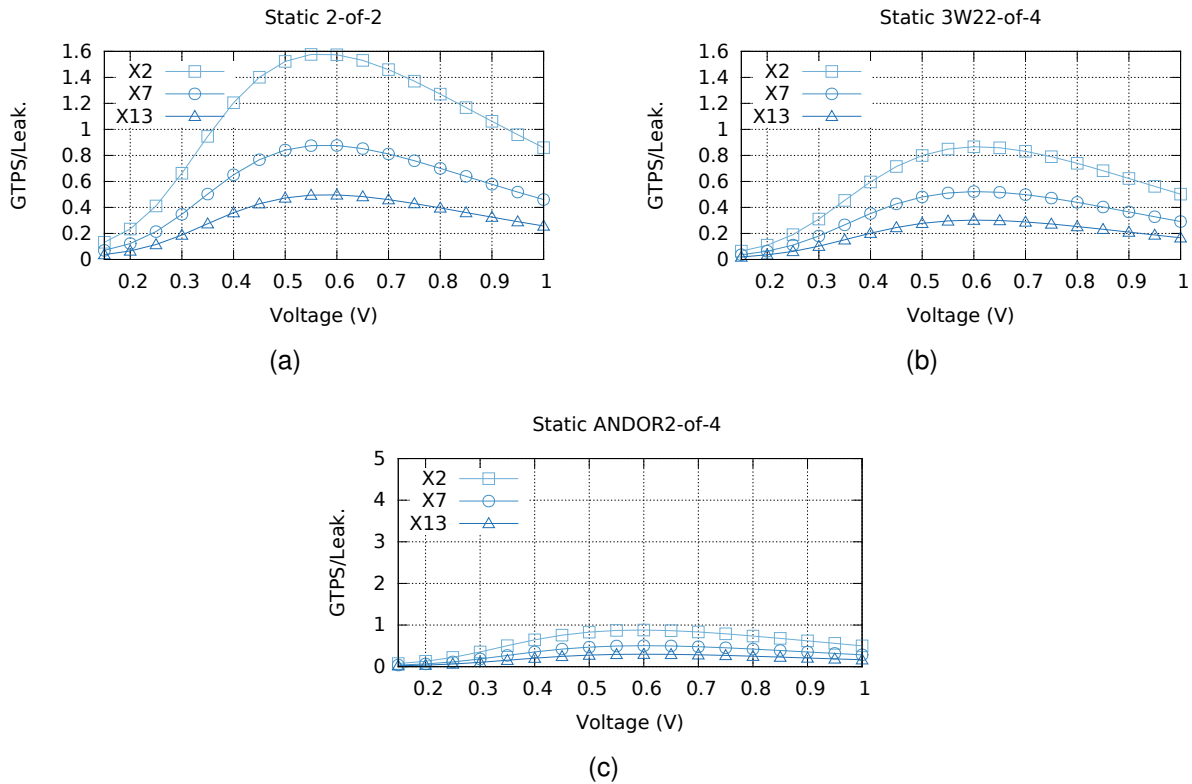 Static 2-of-2
1.6
1.4
1.2
1
0.8
0.6
0.4
0.2
0
GTPS/Leak.
X2
X7
X13
0.2 0.3 0.4 0.5 0.6 0.7 0.8 0.9 1
Voltage (V)
(a)
Static 3W22-of-4
1.6
1.4
1.2
1
0.8
0.6
0.4
0.2
0
GTPS/Leak.
X2
X7
X13
0.2 0.3 0.4 0.5 0.6 0.7 0.8 0.9 1
Voltage (V)
(b)
Static ANDOR2-of-4
5
4
3
2
1
0
GTPS/Leak.
X2
X7
X13
0.2 0.3 0.4 0.5 0.6 0.7 0.8 0.9 1
Voltage (V)
(c)